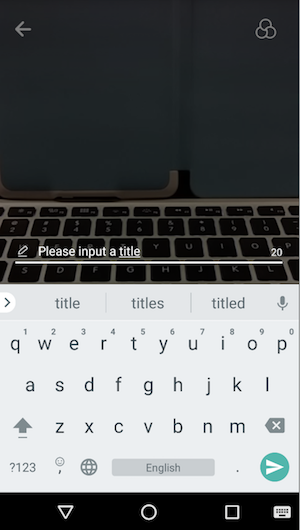 Please input a title 20
title titles titled
q 1 w 2 e 3 r 4 t 5 y 6 u 7 i 8 o 9 p 0
a s d f g h j k l
z x c v b n m
?123 , English .